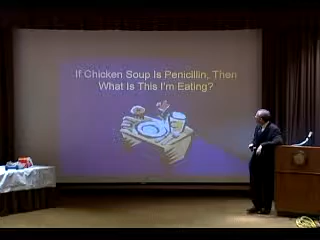 If Chicken Soup Is Penicillin, Then
What Is This I'm Eating?